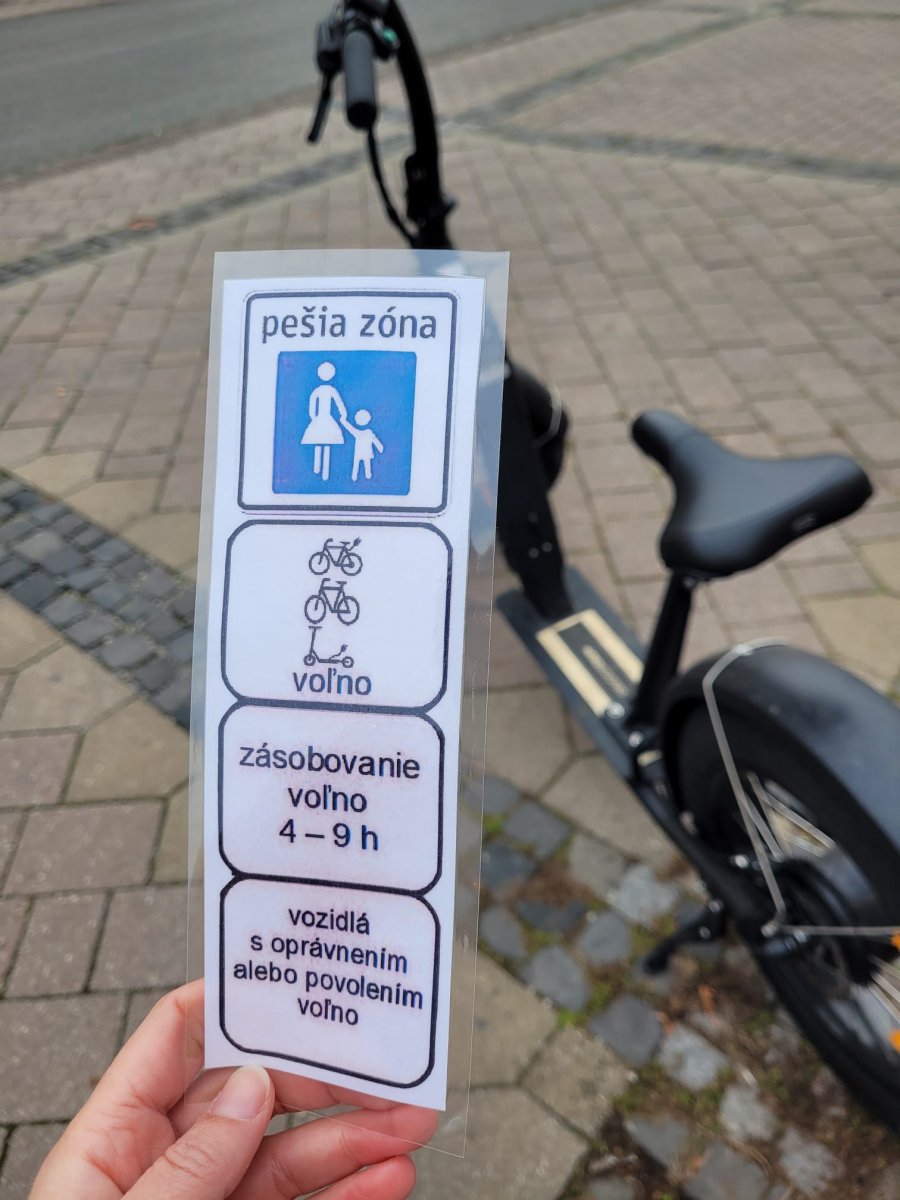 pešia zóna
voľno
zásobovanie
voľno
4 – 9 h
vozidlá
s oprávnením
alebo povolením
voľno